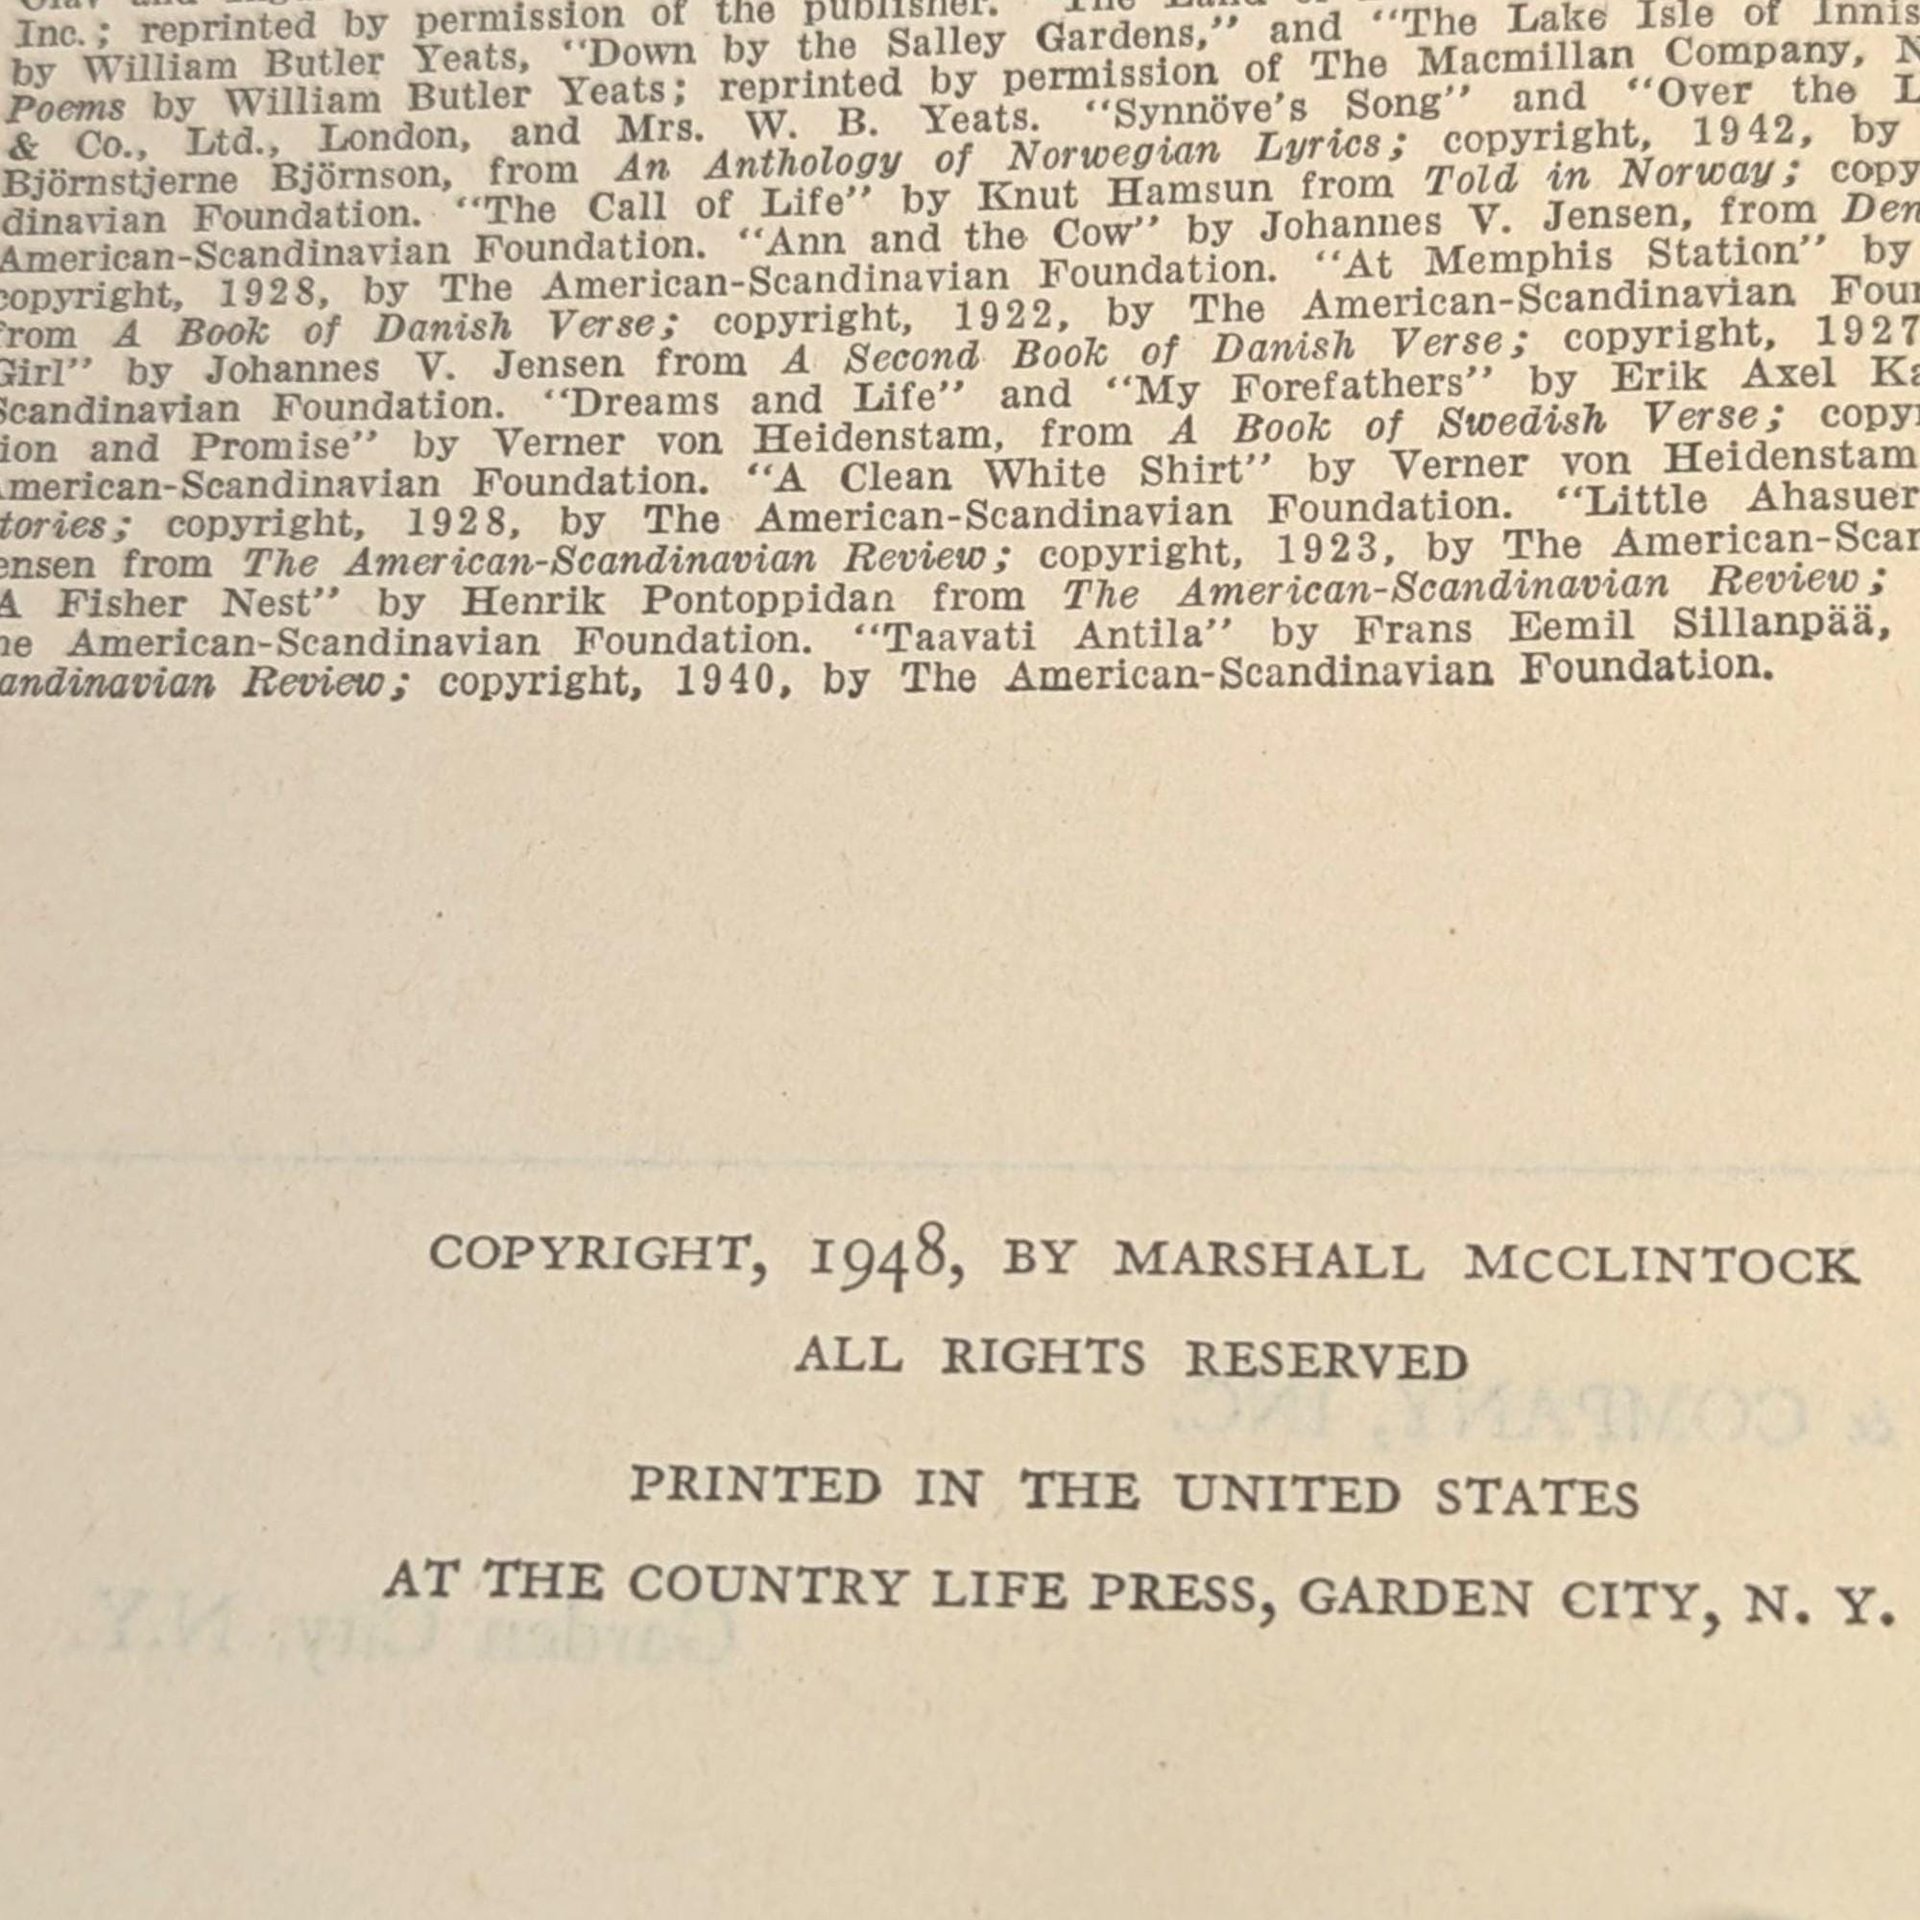 Inc.; reprinted by permission of the publisher. "The Land of
by William Butler Yeats, "Down by the Salley Gardens," and "The Lake Isle of Innis
Poems by William Butler Yeats; reprinted by permission of The Macmillan Company, N
& Co., Ltd., London, and Mrs. W. B. Yeats. "Synnöve's Song" and "Over the L
Björnstjerne Björnson, from An Anthology of Norwegian Lyrics; copyright, 1942, by
dinavian Foundation. "The Call of Life" by Knut Hamsun from Told in Norway; copy
American-Scandinavian Foundation. "Ann and the Cow" by Johannes V. Jensen, from Den
copyright, 1928, by The American-Scandinavian Foundation. "At Memphis Station" by
from A Book of Danish Verse; copyright, 1922, by The American-Scandinavian Foun
Girl" by Johannes V. Jensen from A Second Book of Danish Verse; copyright, 1927
Scandinavian Foundation. "Dreams and Life" and "My Forefathers" by Erik Axel Ka
ion and Promise" by Verner von Heidenstam, from A Book of Swedish Verse; copyr
American-Scandinavian Foundation. "A Clean White Shirt" by Verner von Heidenstam
tories; copyright, 1928, by The American-Scandinavian Foundation. "Little Ahasuer
ensen from The American-Scandinavian Review; copyright, 1923, by The American-Scan
A Fisher Nest" by Henrik Pontoppidan from The American-Scandinavian Review;
he American-Scandinavian Foundation. "Taavati Antila" by Frans Eemil Sillanpää,
andinavian Review; copyright, 1940, by The American-Scandinavian Foundation.
COPYRIGHT, 1948, BY MARSHALL MCCLINTOCK
ALL RIGHTS RESERVED
& COMPANY, INC.
PRINTED IN THE UNITED STATES
AT THE COUNTRY LIFE PRESS, GARDEN CITY, N. Y.
Garden City, N.Y.